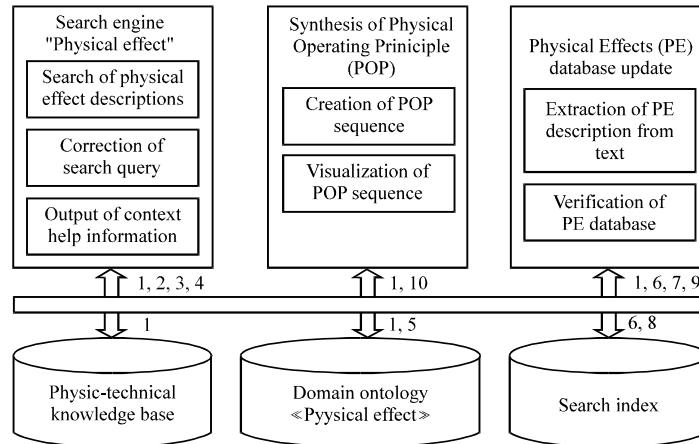 Search engine
"Physical effect"
Search of physical
effect descriptions
Correction of
search query
Output of context
help information
Synthesis of Physical
Operating Priniciple
(POP)
Creation of POP
sequence
Visualization of
POP sequence
Physical Effects (PE)
database update
Extraction of PE
description from
text
Verification of
PE database
1, 2, 3, 4
1, 10
1, 6, 7, 9
1
1, 5
6, 8
Physic-technical
knowledge base
Domain ontology
≪Pyysical effect≫
Search index